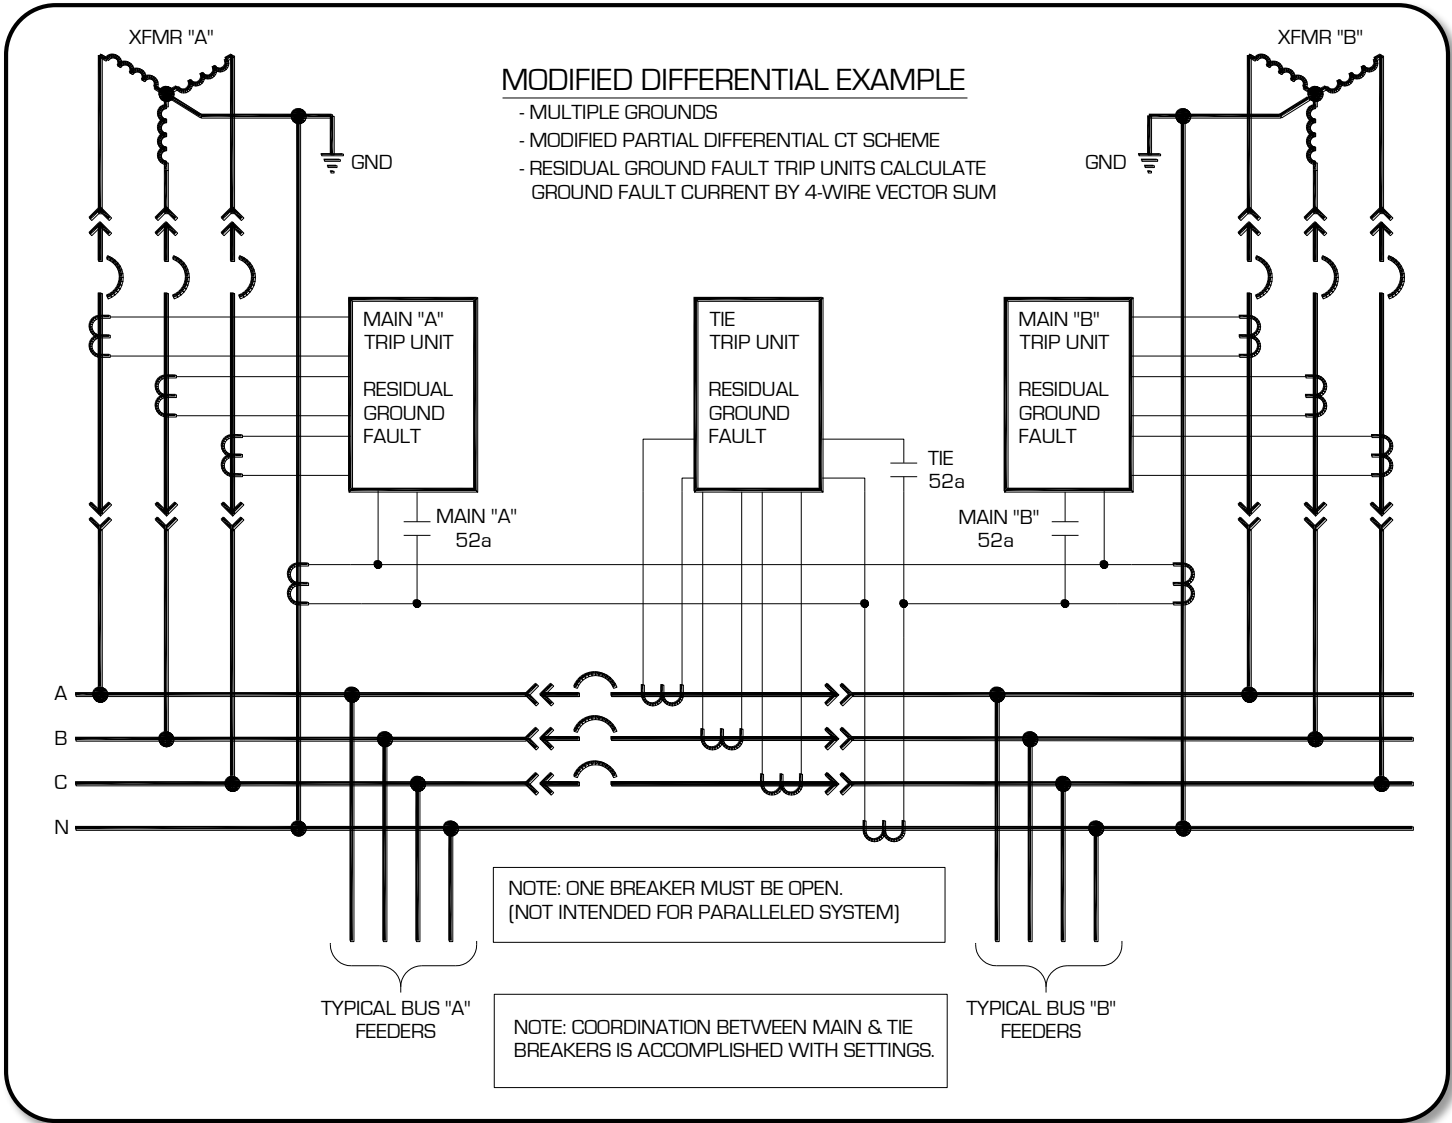 XFMR "A"
XFMR "B"
MODIFIED DIFFERENTIAL EXAMPLE
- MULTIPLE GROUNDS
- MODIFIED PARTIAL DIFFERENTIAL CT SCHEME
- RESIDUAL GROUND FAULT TRIP UNITS CALCULATE
GROUND FAULT CURRENT BY 4-WIRE VECTOR SUM
GND
GND
MAIN "A"
TRIP UNIT
RESIDUAL
GROUND
FAULT
TIE
TRIP UNIT
RESIDUAL
GROUND
FAULT
MAIN "B"
TRIP UNIT
RESIDUAL
GROUND
FAULT
TIE
52a
MAIN "A"
52a
MAIN "B"
52a
A
B
C
N
NOTE: ONE BREAKER MUST BE OPEN.
(NOT INTENDED FOR PARALLELED SYSTEM)
TYPICAL BUS "A"
FEEDERS
TYPICAL BUS "B"
FEEDERS
NOTE: COORDINATION BETWEEN MAIN & TIE
BREAKERS IS ACCOMPLISHED WITH SETTINGS.